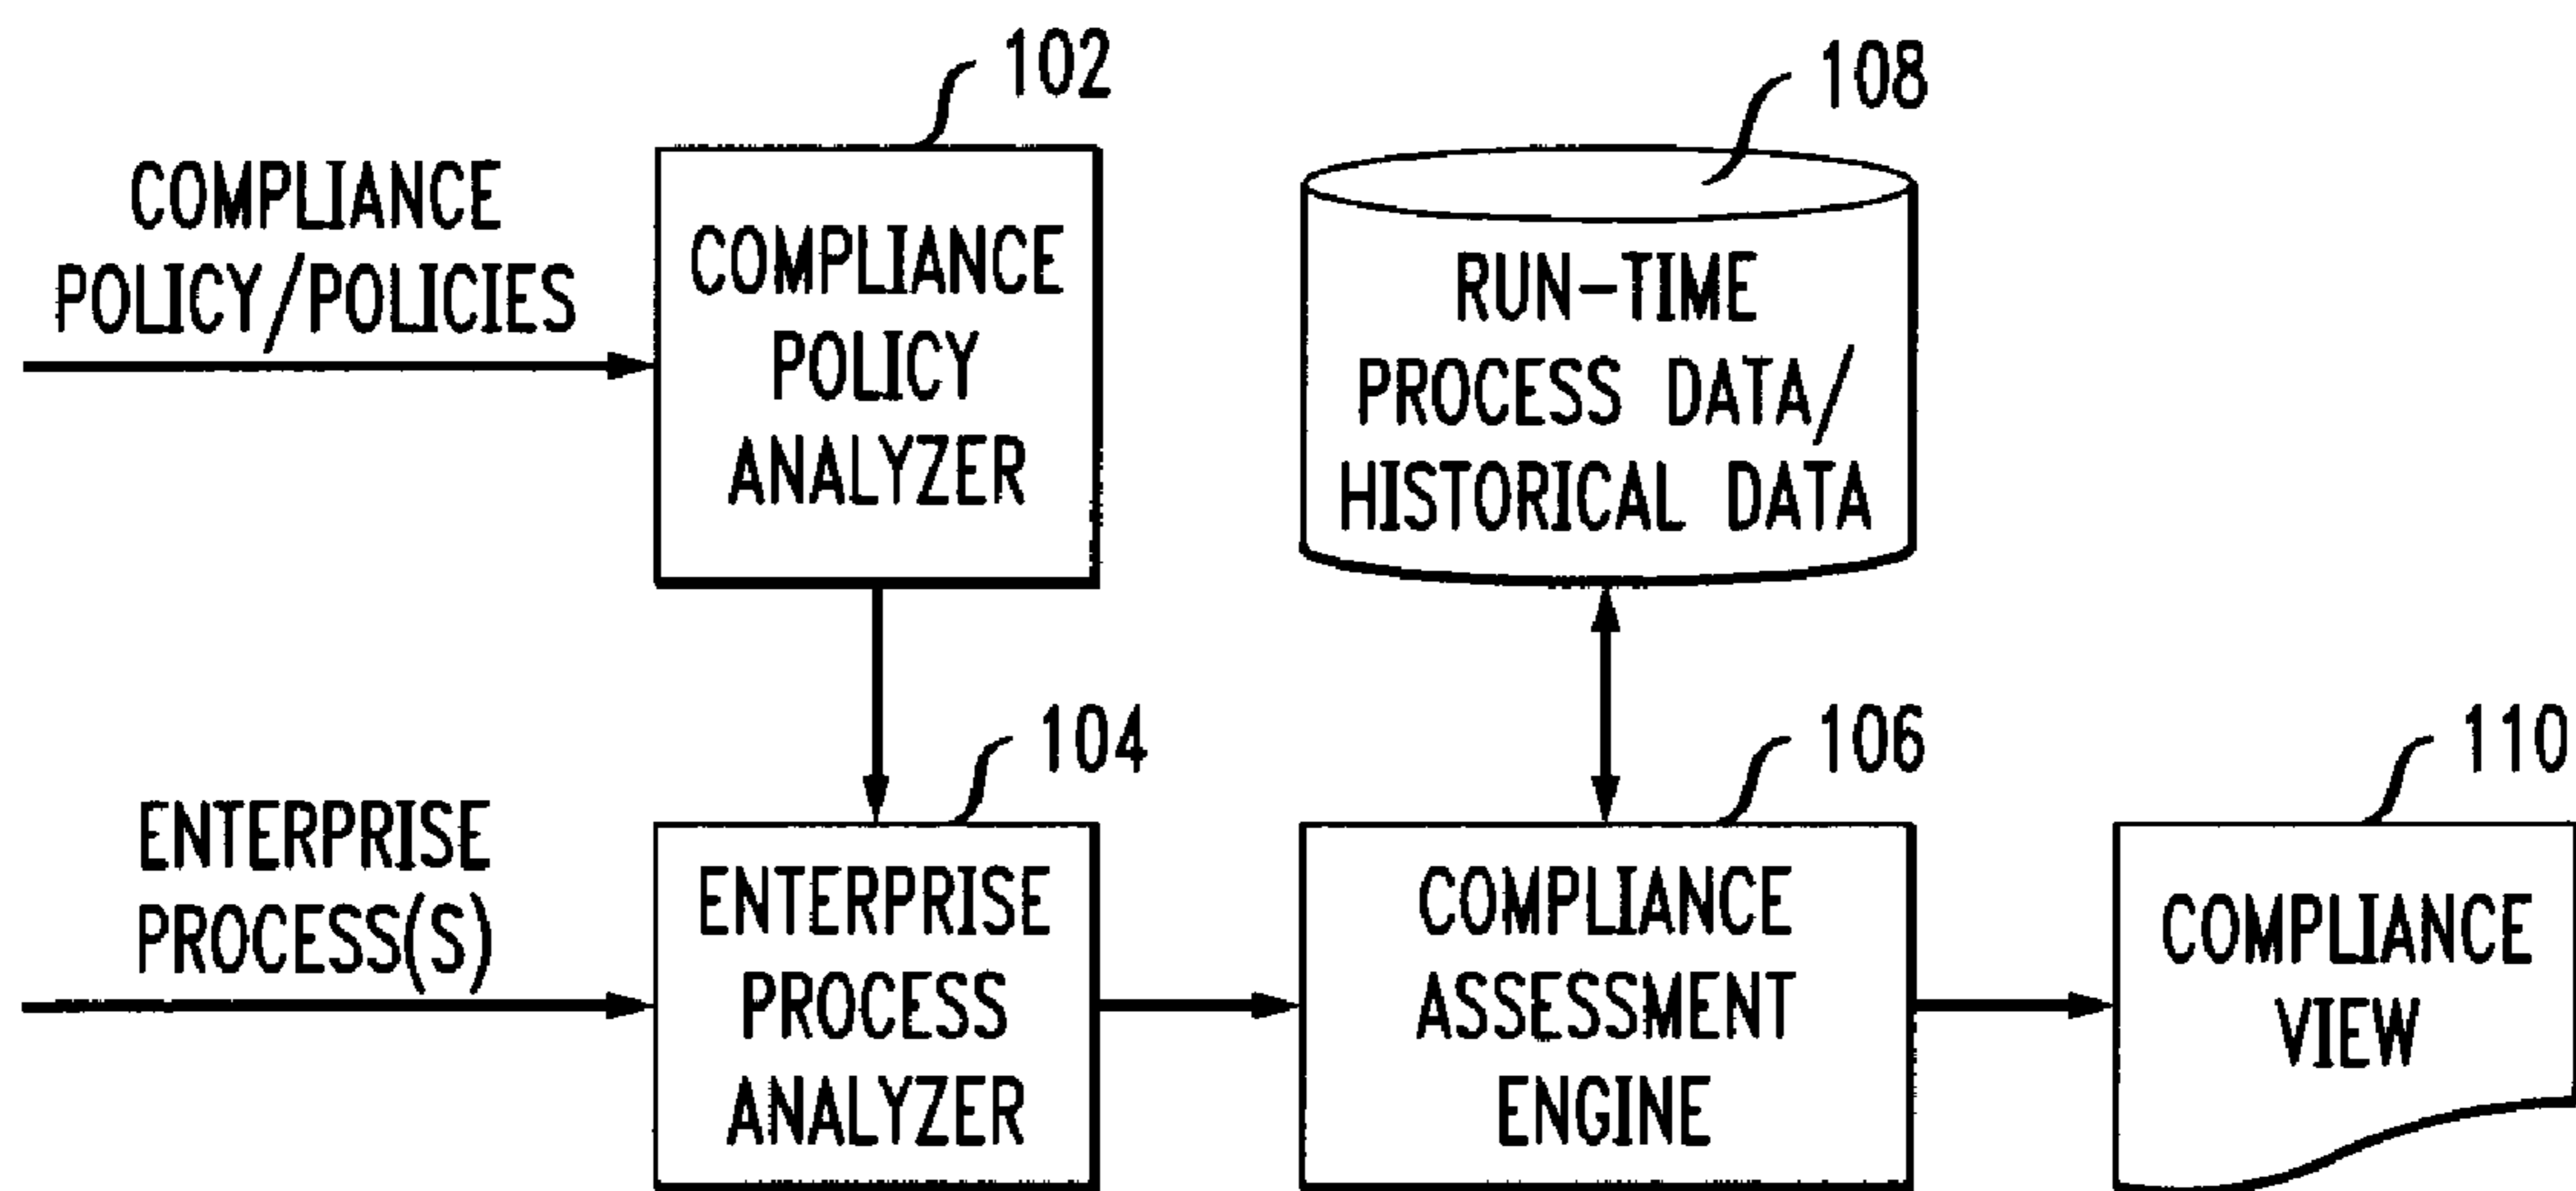 102
108
COMPLIANCE
POLICY/POLICIES
COMPLIANCE
POLICY
ANALYZER
RUN-TIME
PROCESS DATA/
HISTORICAL DATA
104
106
110
ENTERPRISE
PROCESS(S)
ENTERPRISE
PROCESS
ANALYZER
COMPLIANCE
ASSESSMENT
ENGINE
COMPLIANCE
VIEW